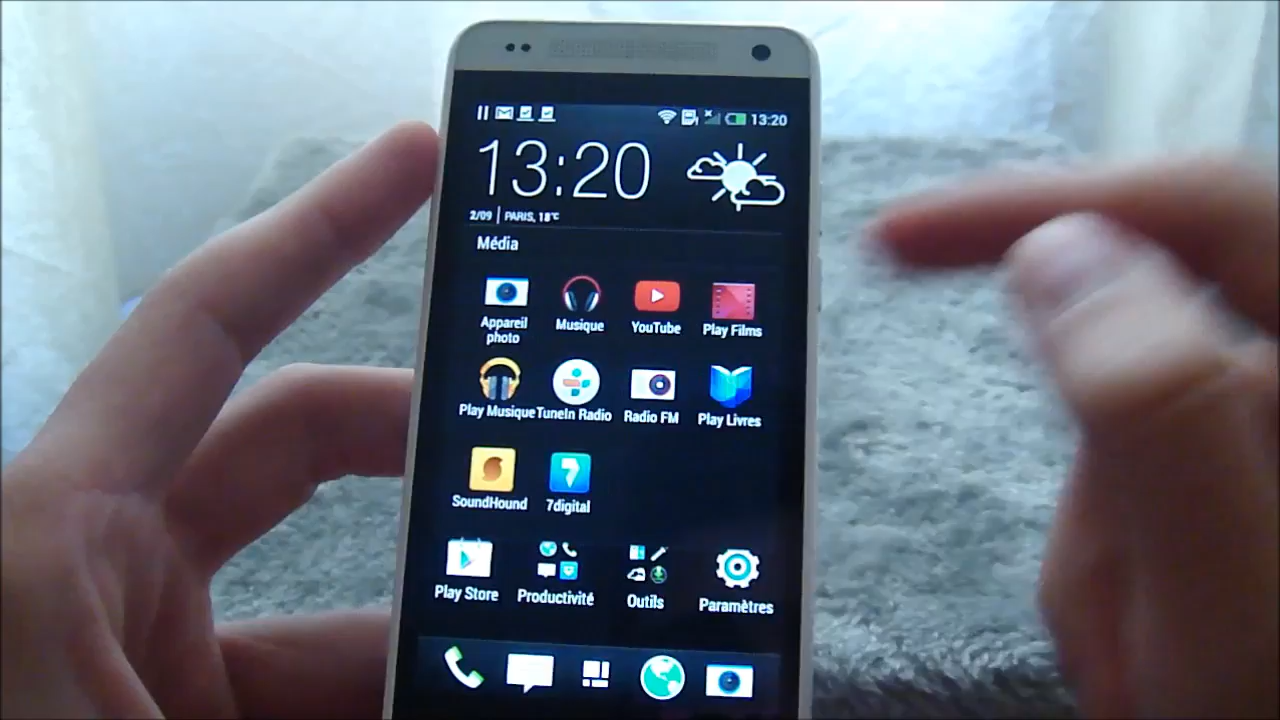 13:20
13:20
2/09 | PARIS, 18°C
Média
Appareil photo
Musique
YouTube
Play Films
Play Musique
TuneIn Radio
Radio FM
Play Livres
SoundHound
7digital
Play Store
Productivité
Outils
Paramètres